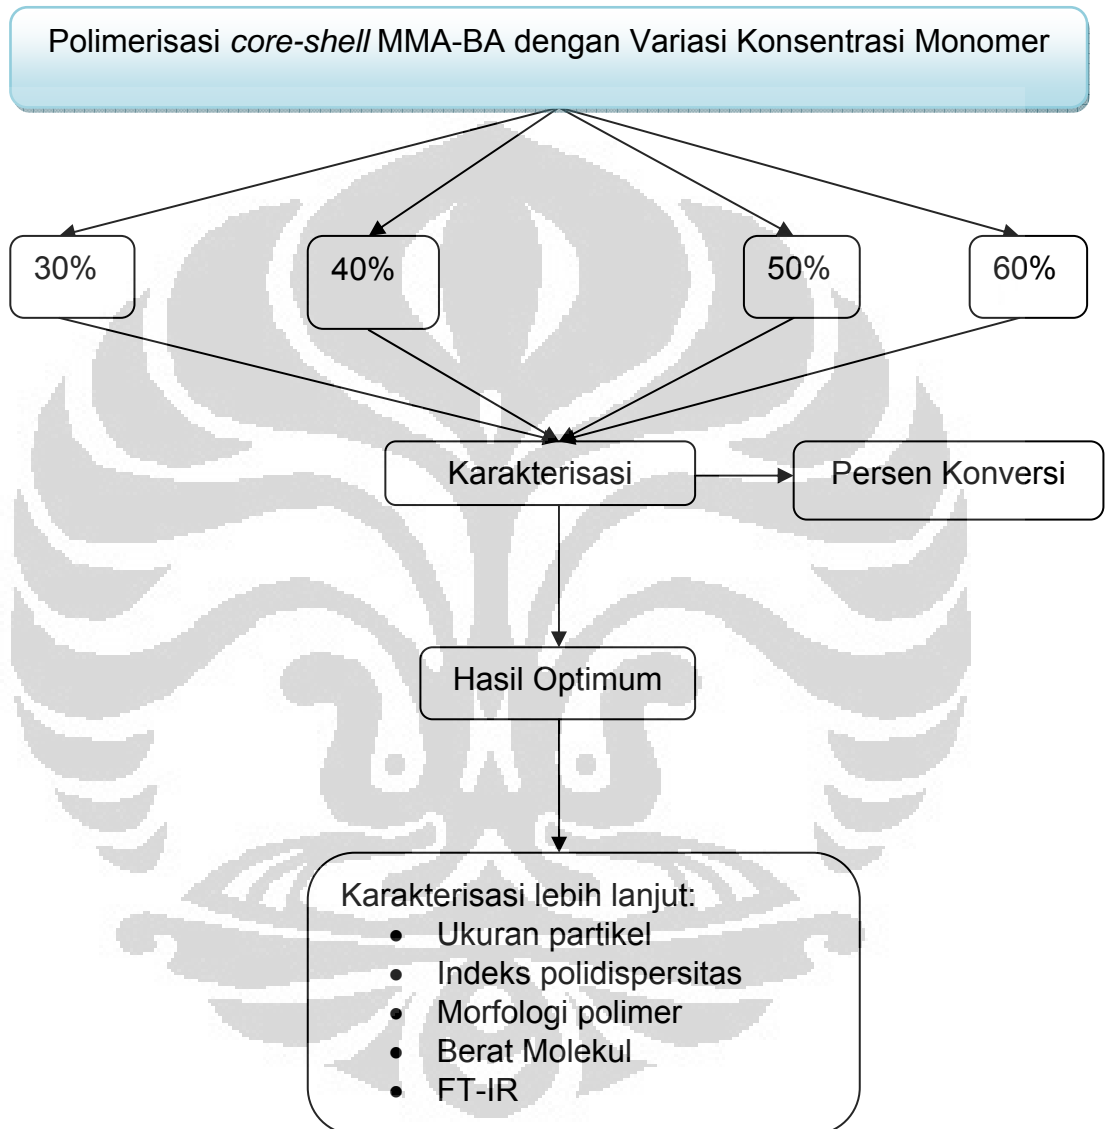 Polimerisasi core-shell MMA-BA dengan Variasi Konsentrasi Monomer
30%
40%
50%
60%
Karakterisasi
Persen Konversi
Hasil Optimum
Karakterisasi lebih lanjut:
• Ukuran partikel
• Indeks polidispersitas
• Morfologi polimer
• Berat Molekul
• FT-IR